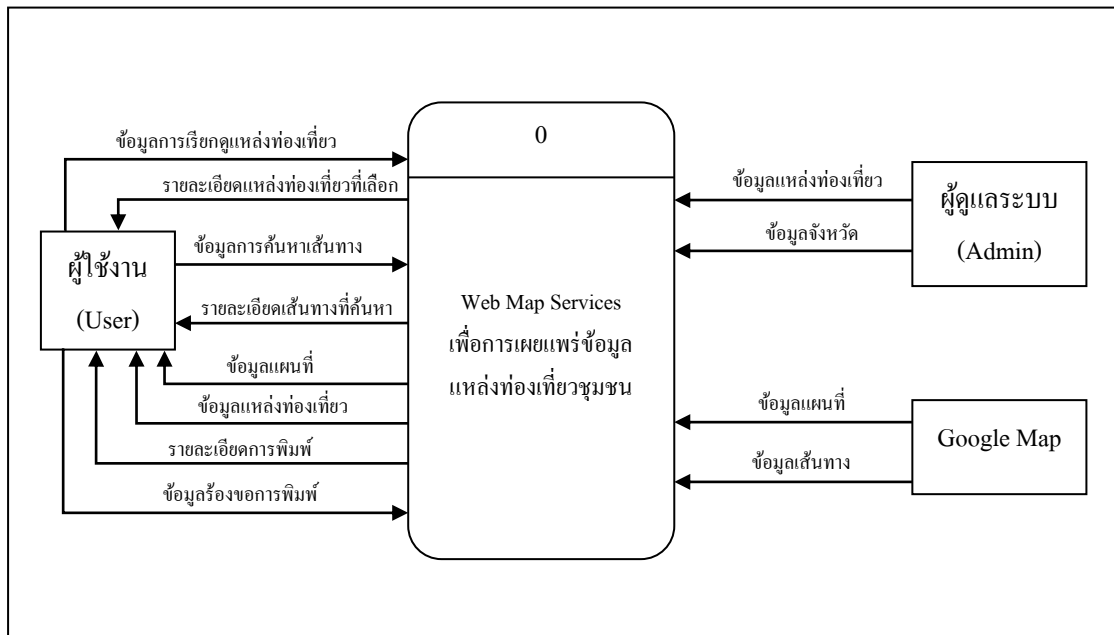 0
ข้อมูลการเรียกดูแหล่งท่องเที่ยว
รายละเอียดแหล่งท่องเที่ยวที่เลือก
ข้อมูลการค้นหาเส้นทาง
รายละเอียดเส้นทางที่ค้นหา
ข้อมูลแผนที่
ข้อมูลแหล่งท่องเที่ยว
รายละเอียดการพิมพ์
ข้อมูลร้องขอการพิมพ์
ผู้ใช้งาน
(User)
Web Map Services
เพื่อการเผยแพร่ข้อมูล
แหล่งท่องเที่ยวชุมชน
ข้อมูลแหล่งท่องเที่ยว
ข้อมูลจังหวัด
ผู้ดูแลระบบ
(Admin)
ข้อมูลแผนที่
ข้อมูลเส้นทาง
Google Map